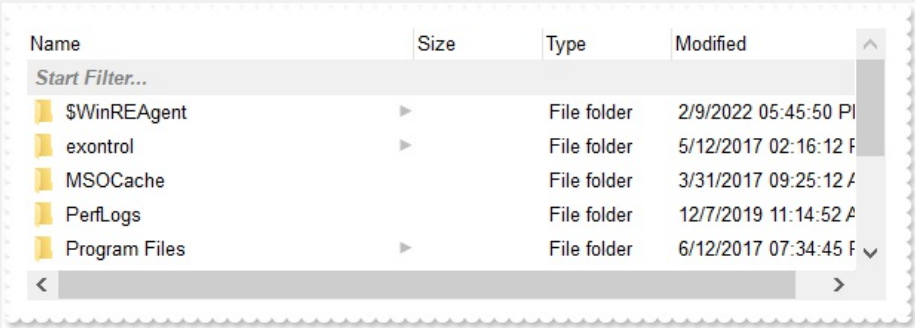 Name Size Type Modified
Start Filter...
$WinREAgent File folder 2/9/2022 05:45:50
exontrol File folder 5/12/2017 02:16:12
MSOCache File folder 3/31/2017 09:25:12
PerfLogs File folder 12/7/2019 11:14:52
Program Files File folder 6/12/2017 07:34:45